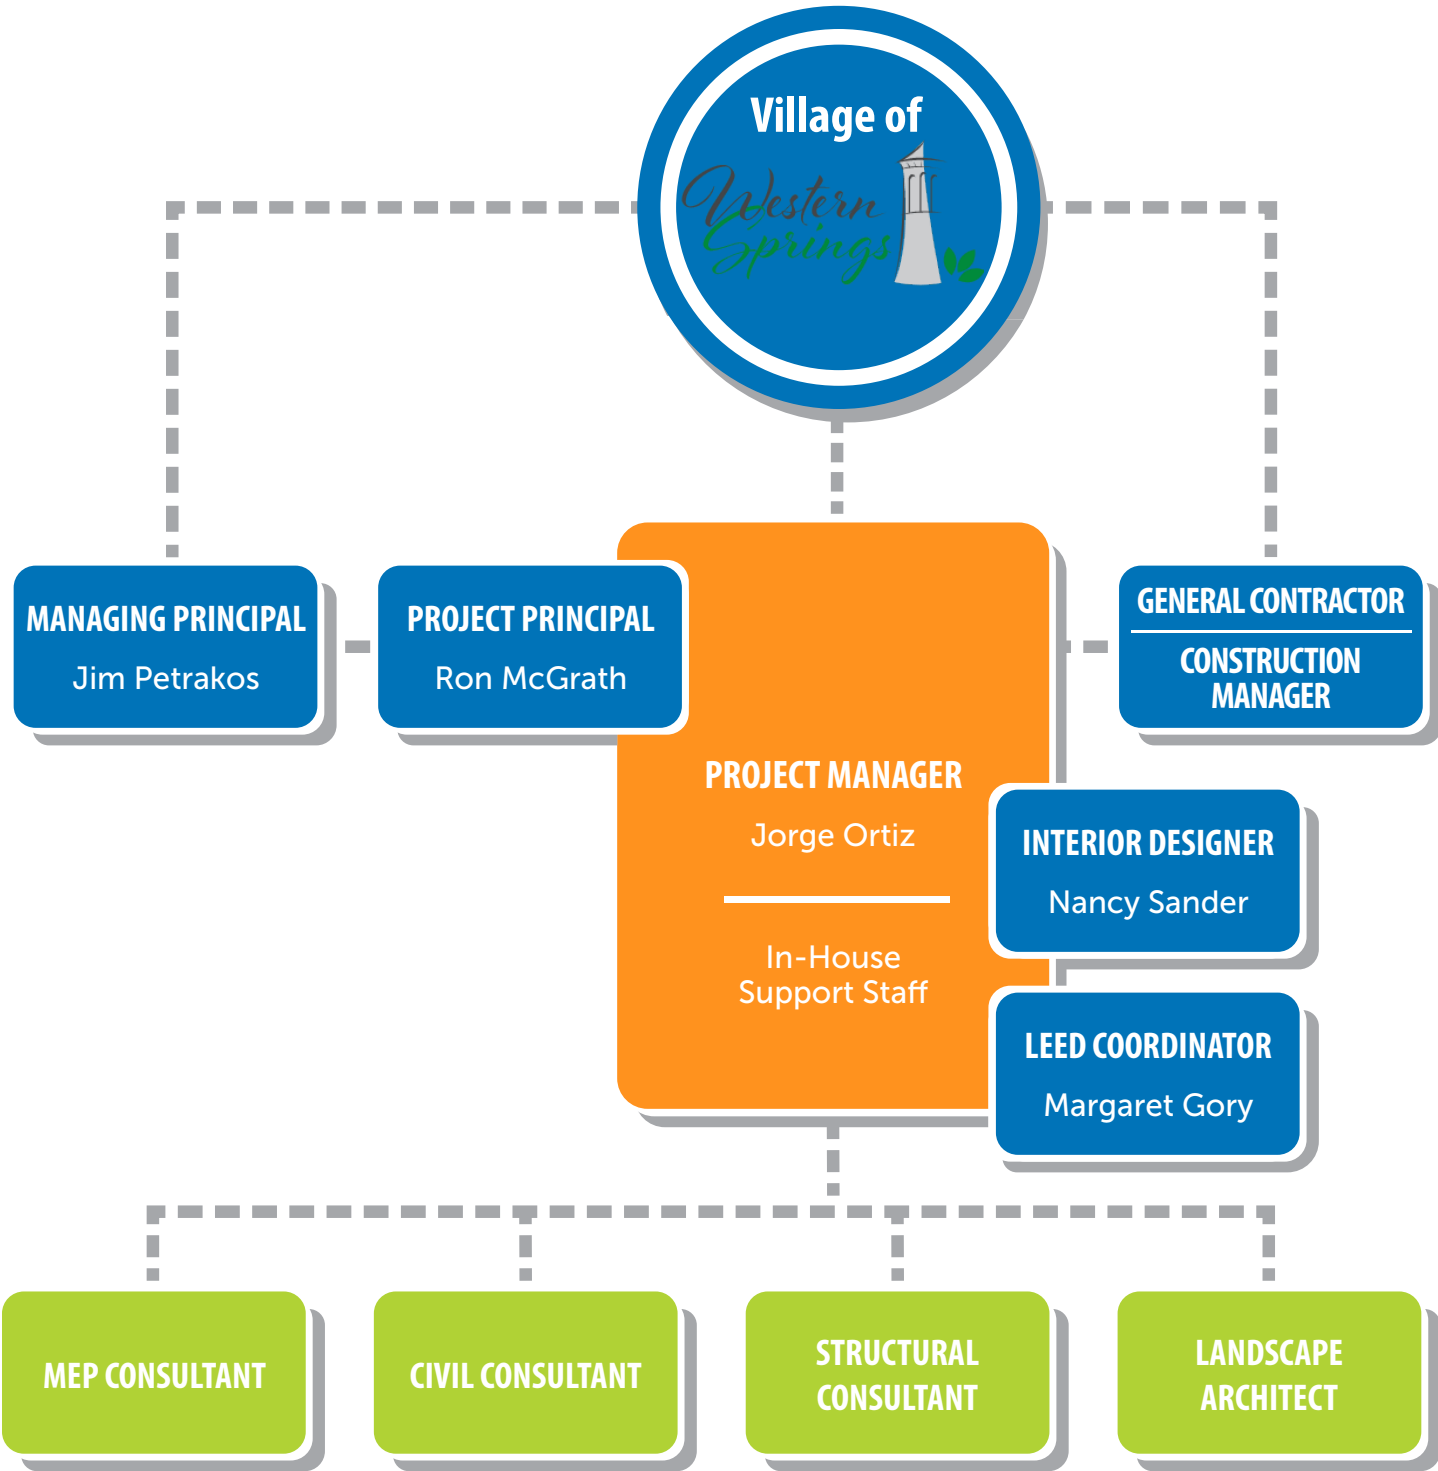 Village of
Western
Springs
MANAGING PRINCIPAL
Jim Petrakos
PROJECT PRINCIPAL
Ron McGrath
GENERAL CONTRACTOR
CONSTRUCTION
MANAGER
PROJECT MANAGER
Jorge Ortiz
In-House
Support Staff
INTERIOR DESIGNER
Nancy Sander
LEED COORDINATOR
Margaret Gory
MEP CONSULTANT
CIVIL CONSULTANT
STRUCTURAL
CONSULTANT
LANDSCAPE
ARCHITECT